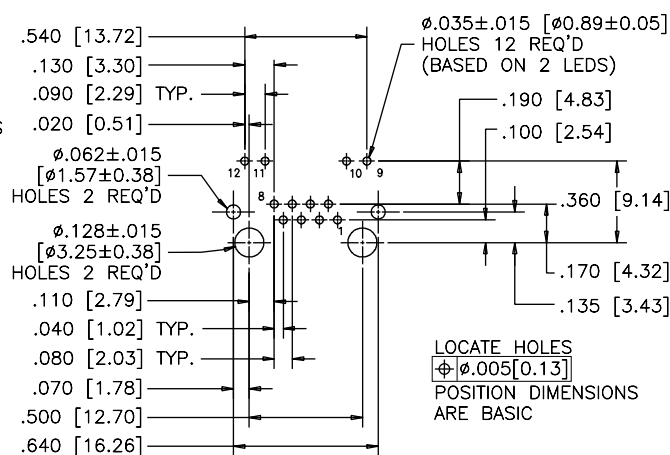 .540 [13.72]
.130 [3.30]
.090 [2.29] TYP.
.020 [0.51]
S
ø.062±.015
[ø1.57±0.38]
HOLES 2 REQ'D
ø.128±.015
[ø3.25±0.38]
HOLES 2 REQ'D
.110 [2.79]
.040 [1.02] TYP.
.080 [2.03] TYP.
.070 [1.78]
.500 [12.70]
.640 [16.26]
12
11
10
9
8
1
ø.035±.015 [ø0.89±0.05]
HOLES 12 REQ'D
(BASED ON 2 LEDS)
.190 [4.83]
.100 [2.54]
.360 [9.14]
.170 [4.32]
.135 [3.43]
LOCATE HOLES
⌖ ø.005[0.13]
POSITION DIMENSIONS
ARE BASIC